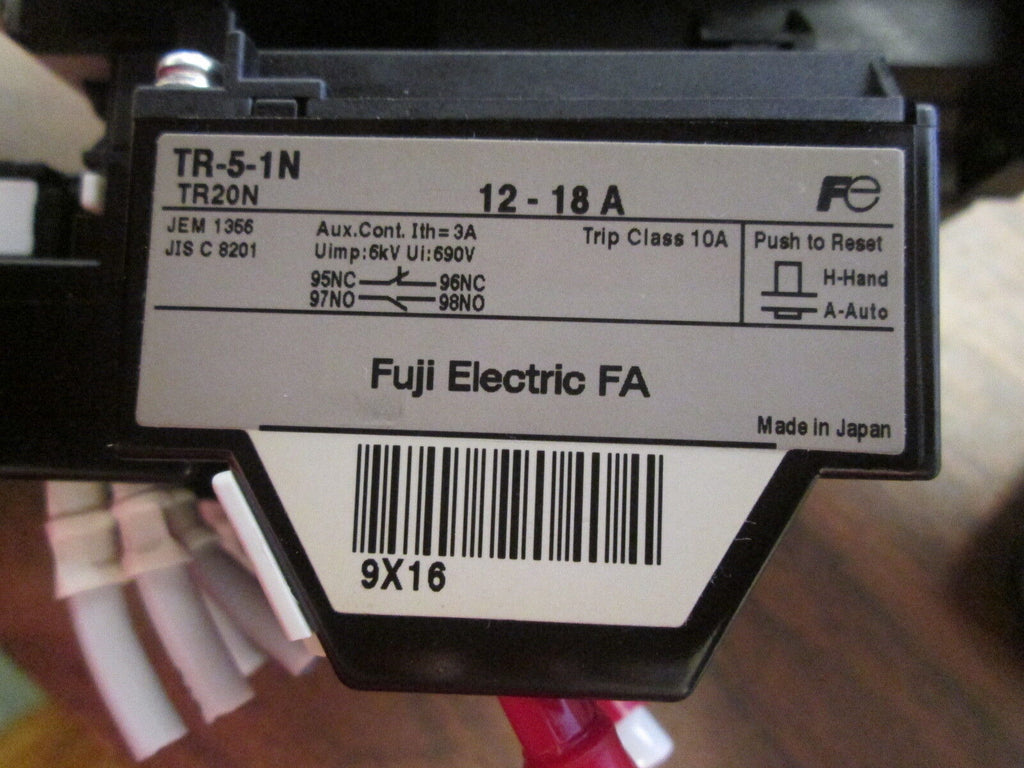 TR-5-1N
TR20N
12 - 18 A
Fe
JEM 1356
JIS C 8201
Aux.Cont. Ith= 3A
Uimp:6kV Ui:690V
95NC 96NC
97NO 98NO
Trip Class 10A
Push to Reset
H-Hand
A-Auto
Fuji Electric FA
Made in Japan
9X16